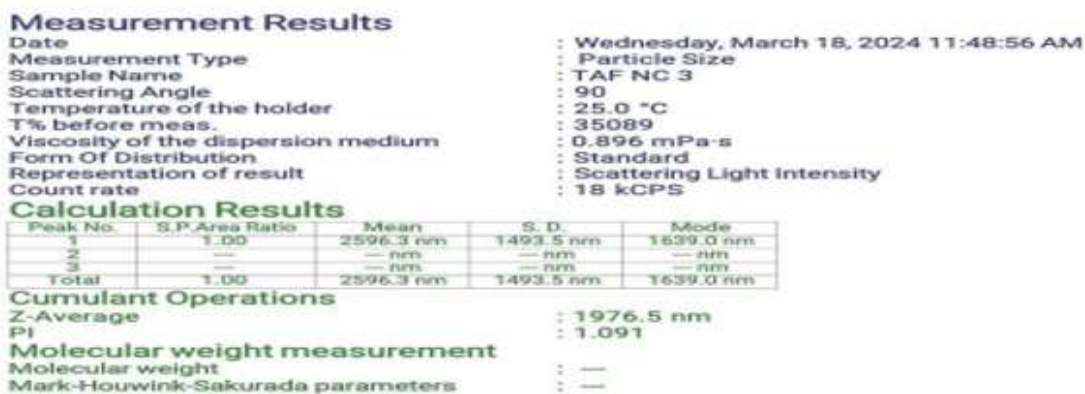 Measurement Results
Date : Wednesday, March 18, 2024 11:48:56 AM
Measurement Type : Particle Size
Sample Name : TAF NC 3
Scattering Angle : 90
Temperature of the holder : 25.0 °C
T% before meas. : 35089
Viscosity of the dispersion medium : 0.896 mPa·s
Form Of Distribution : Standard
Representation of result : Scattering Light Intensity
Count rate : 18 kCPS
Calculation Results
Peak No. S.P.Area Ratio Mean S. D. Mode
1 1.00 2596.3 nm 1493.5 nm 1639.0 nm
2 — — nm — nm — nm
3 — — nm — nm — nm
Total 1.00 2596.3 nm 1493.5 nm 1639.0 nm
Cumulant Operations
Z-Average : 1976.5 nm
PI : 1.091
Molecular weight measurement
Molecular weight : —
Mark-Houwink-Sakurada parameters : —